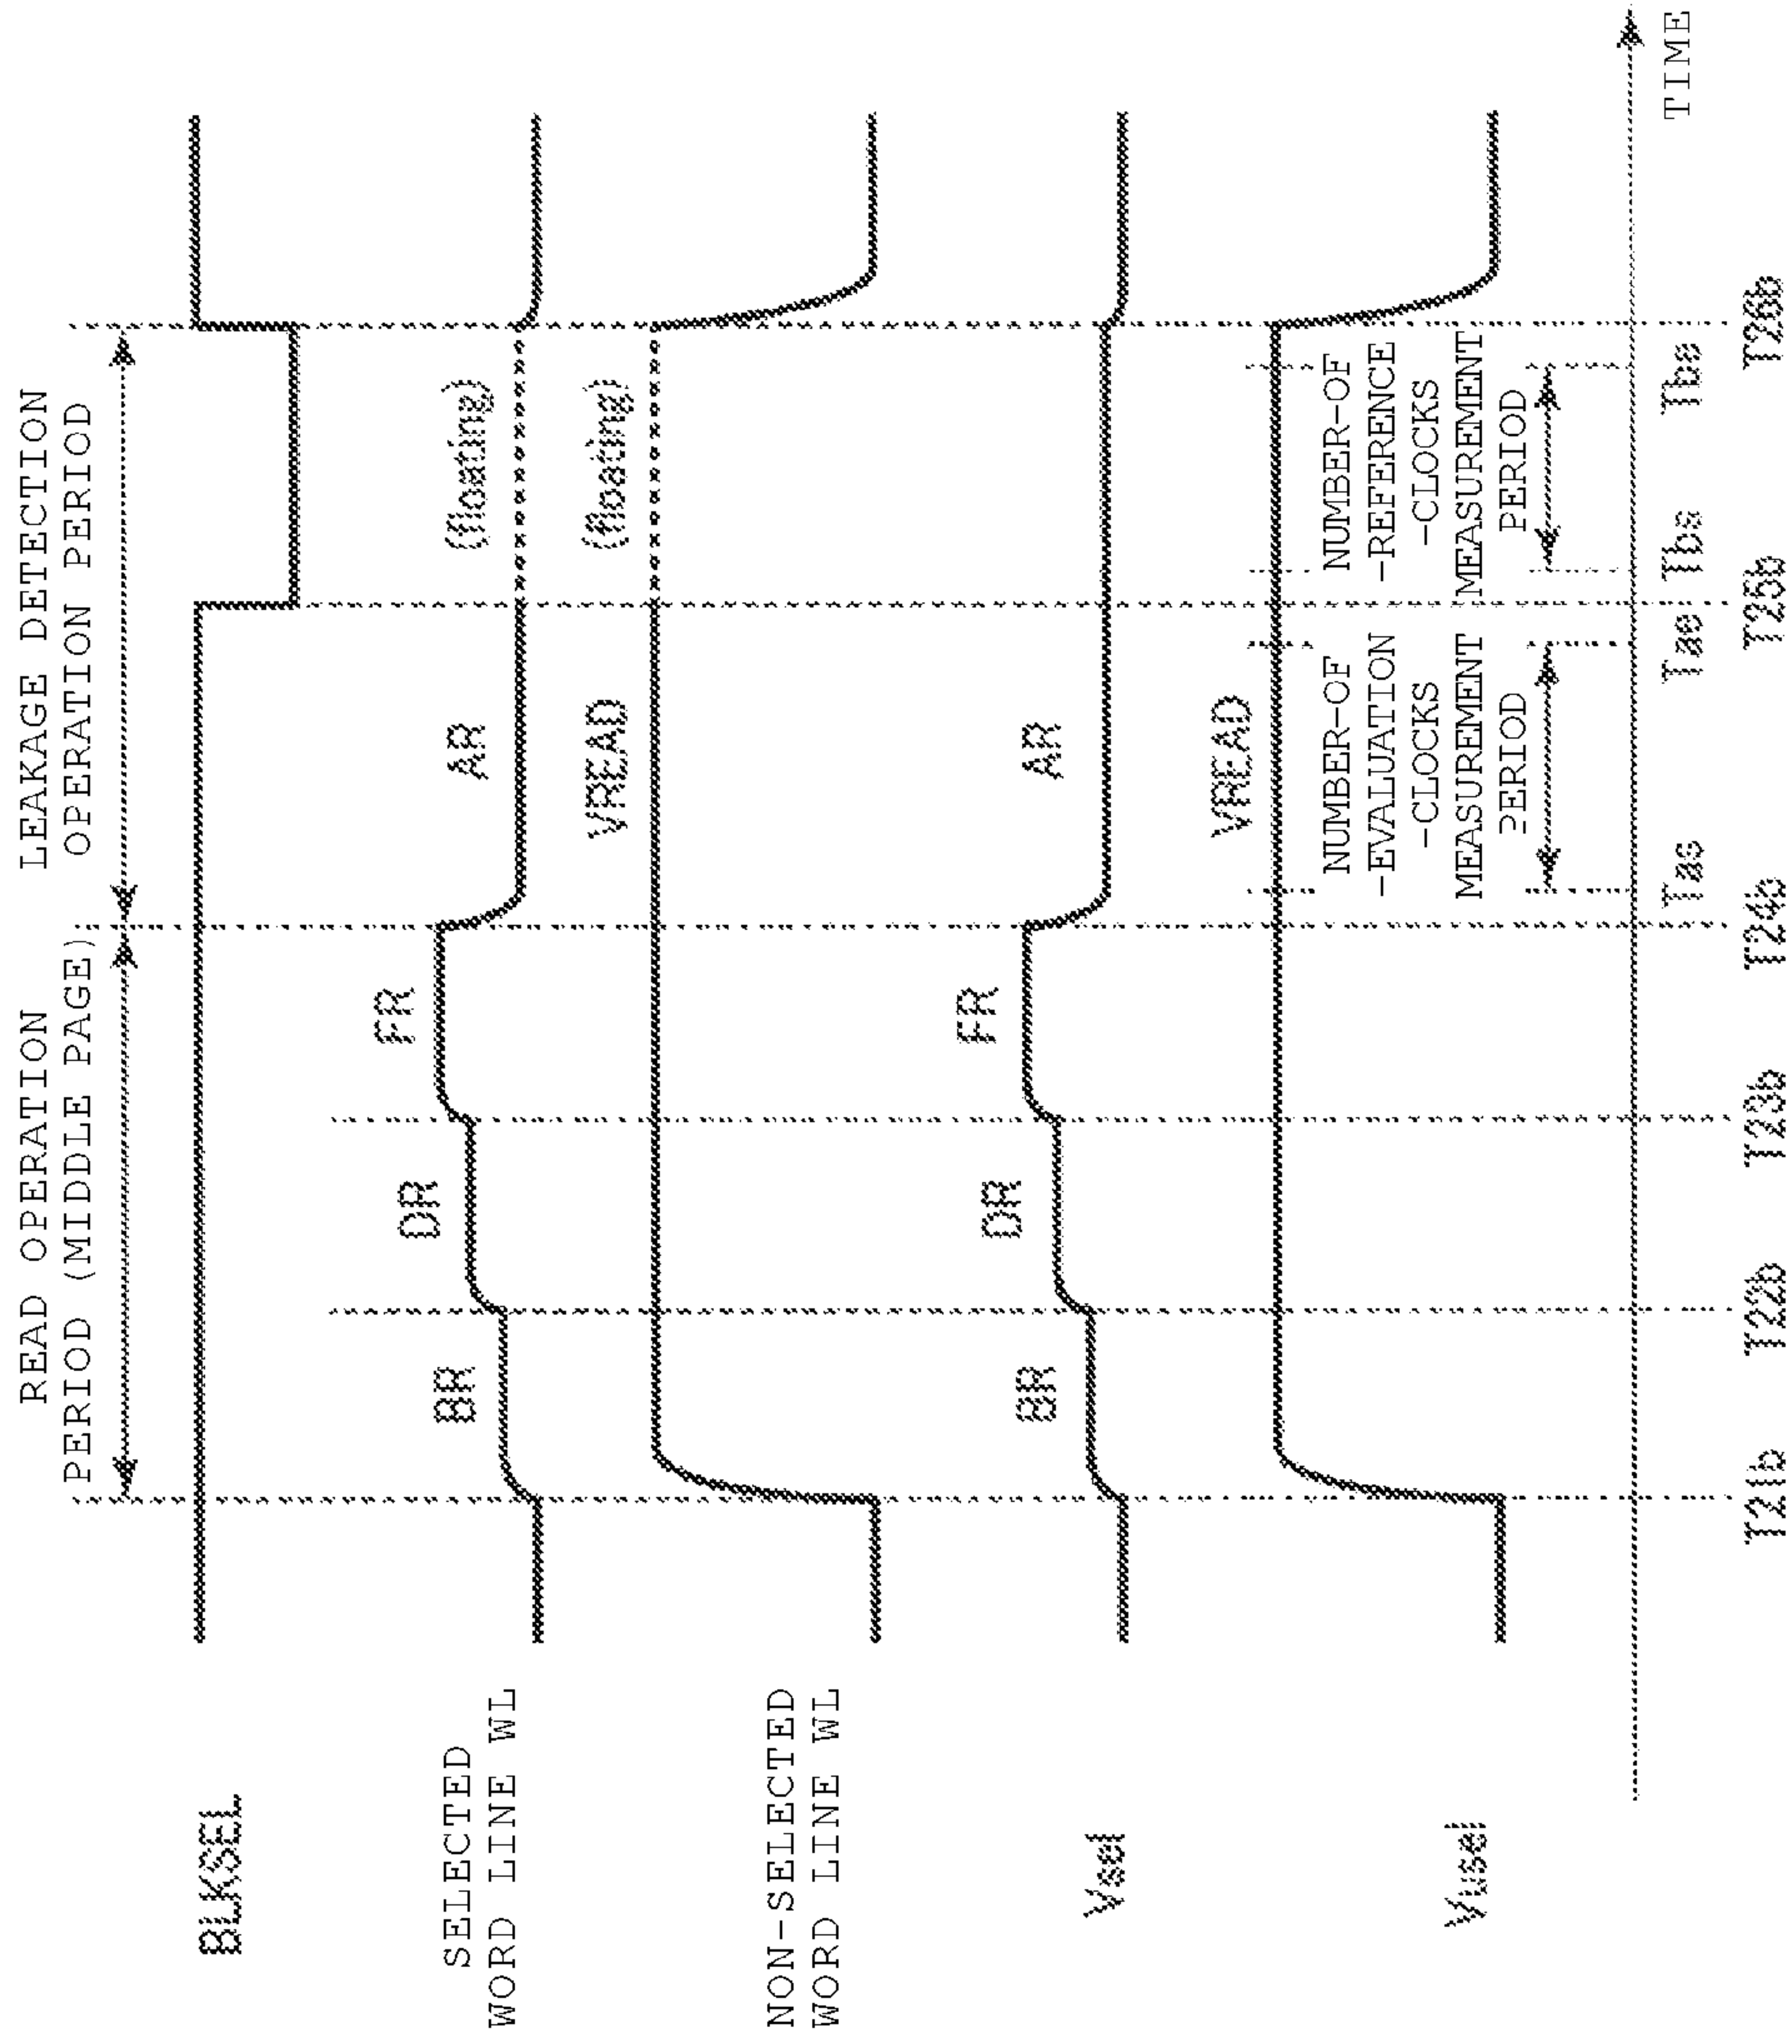 READ OPERATION
PERIOD (MIDDLE PAGE)
LEAKAGE DETECTION
OPERATION PERIOD
BLKSEL
SELECTED
WORD LINE WL
BR
DR
FR
AR
(floating)
NON-SELECTED
WORD LINE WL
VREAD
(floating)
Vsel
BR
DR
FR
AR
Vusel
VREAD
NUMBER-OF
-EVALUATION
-CLOCKS
MEASUREMENT
PERIOD
NUMBER-OF
-REFERENCE
-CLOCKS
MEASUREMENT
PERIOD
TIME
Tas
Tae
Tbs
Tbs
T21b
T22b
T23b
T24b
T25b
T26b